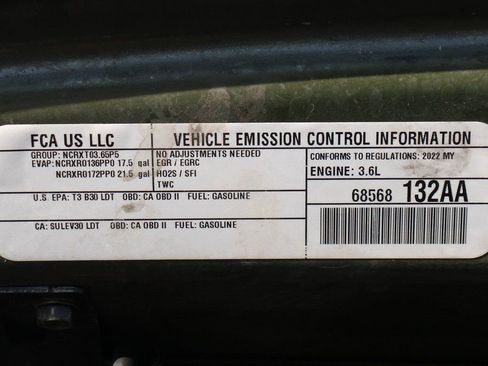 FCA US LLC
VEHICLE EMISSION CONTROL INFORMATION
GROUP: NCRXT03.65P5
EVAP: NCRXR0136PP0 17.5 gal
NCRXR0172PP0 21.5 gal
NO ADJUSTMENTS NEEDED
EGR / EGRC
HO2S / SFI
TWC
CONFORMS TO REGULATIONS: 2022 MY
ENGINE: 3.6L
68568 132AA
U.S. EPA: T3 B30 LDT OBD: CA OBD II FUEL: GASOLINE
CA: SULEV30 LDT OBD: CA OBD II FUEL: GASOLINE